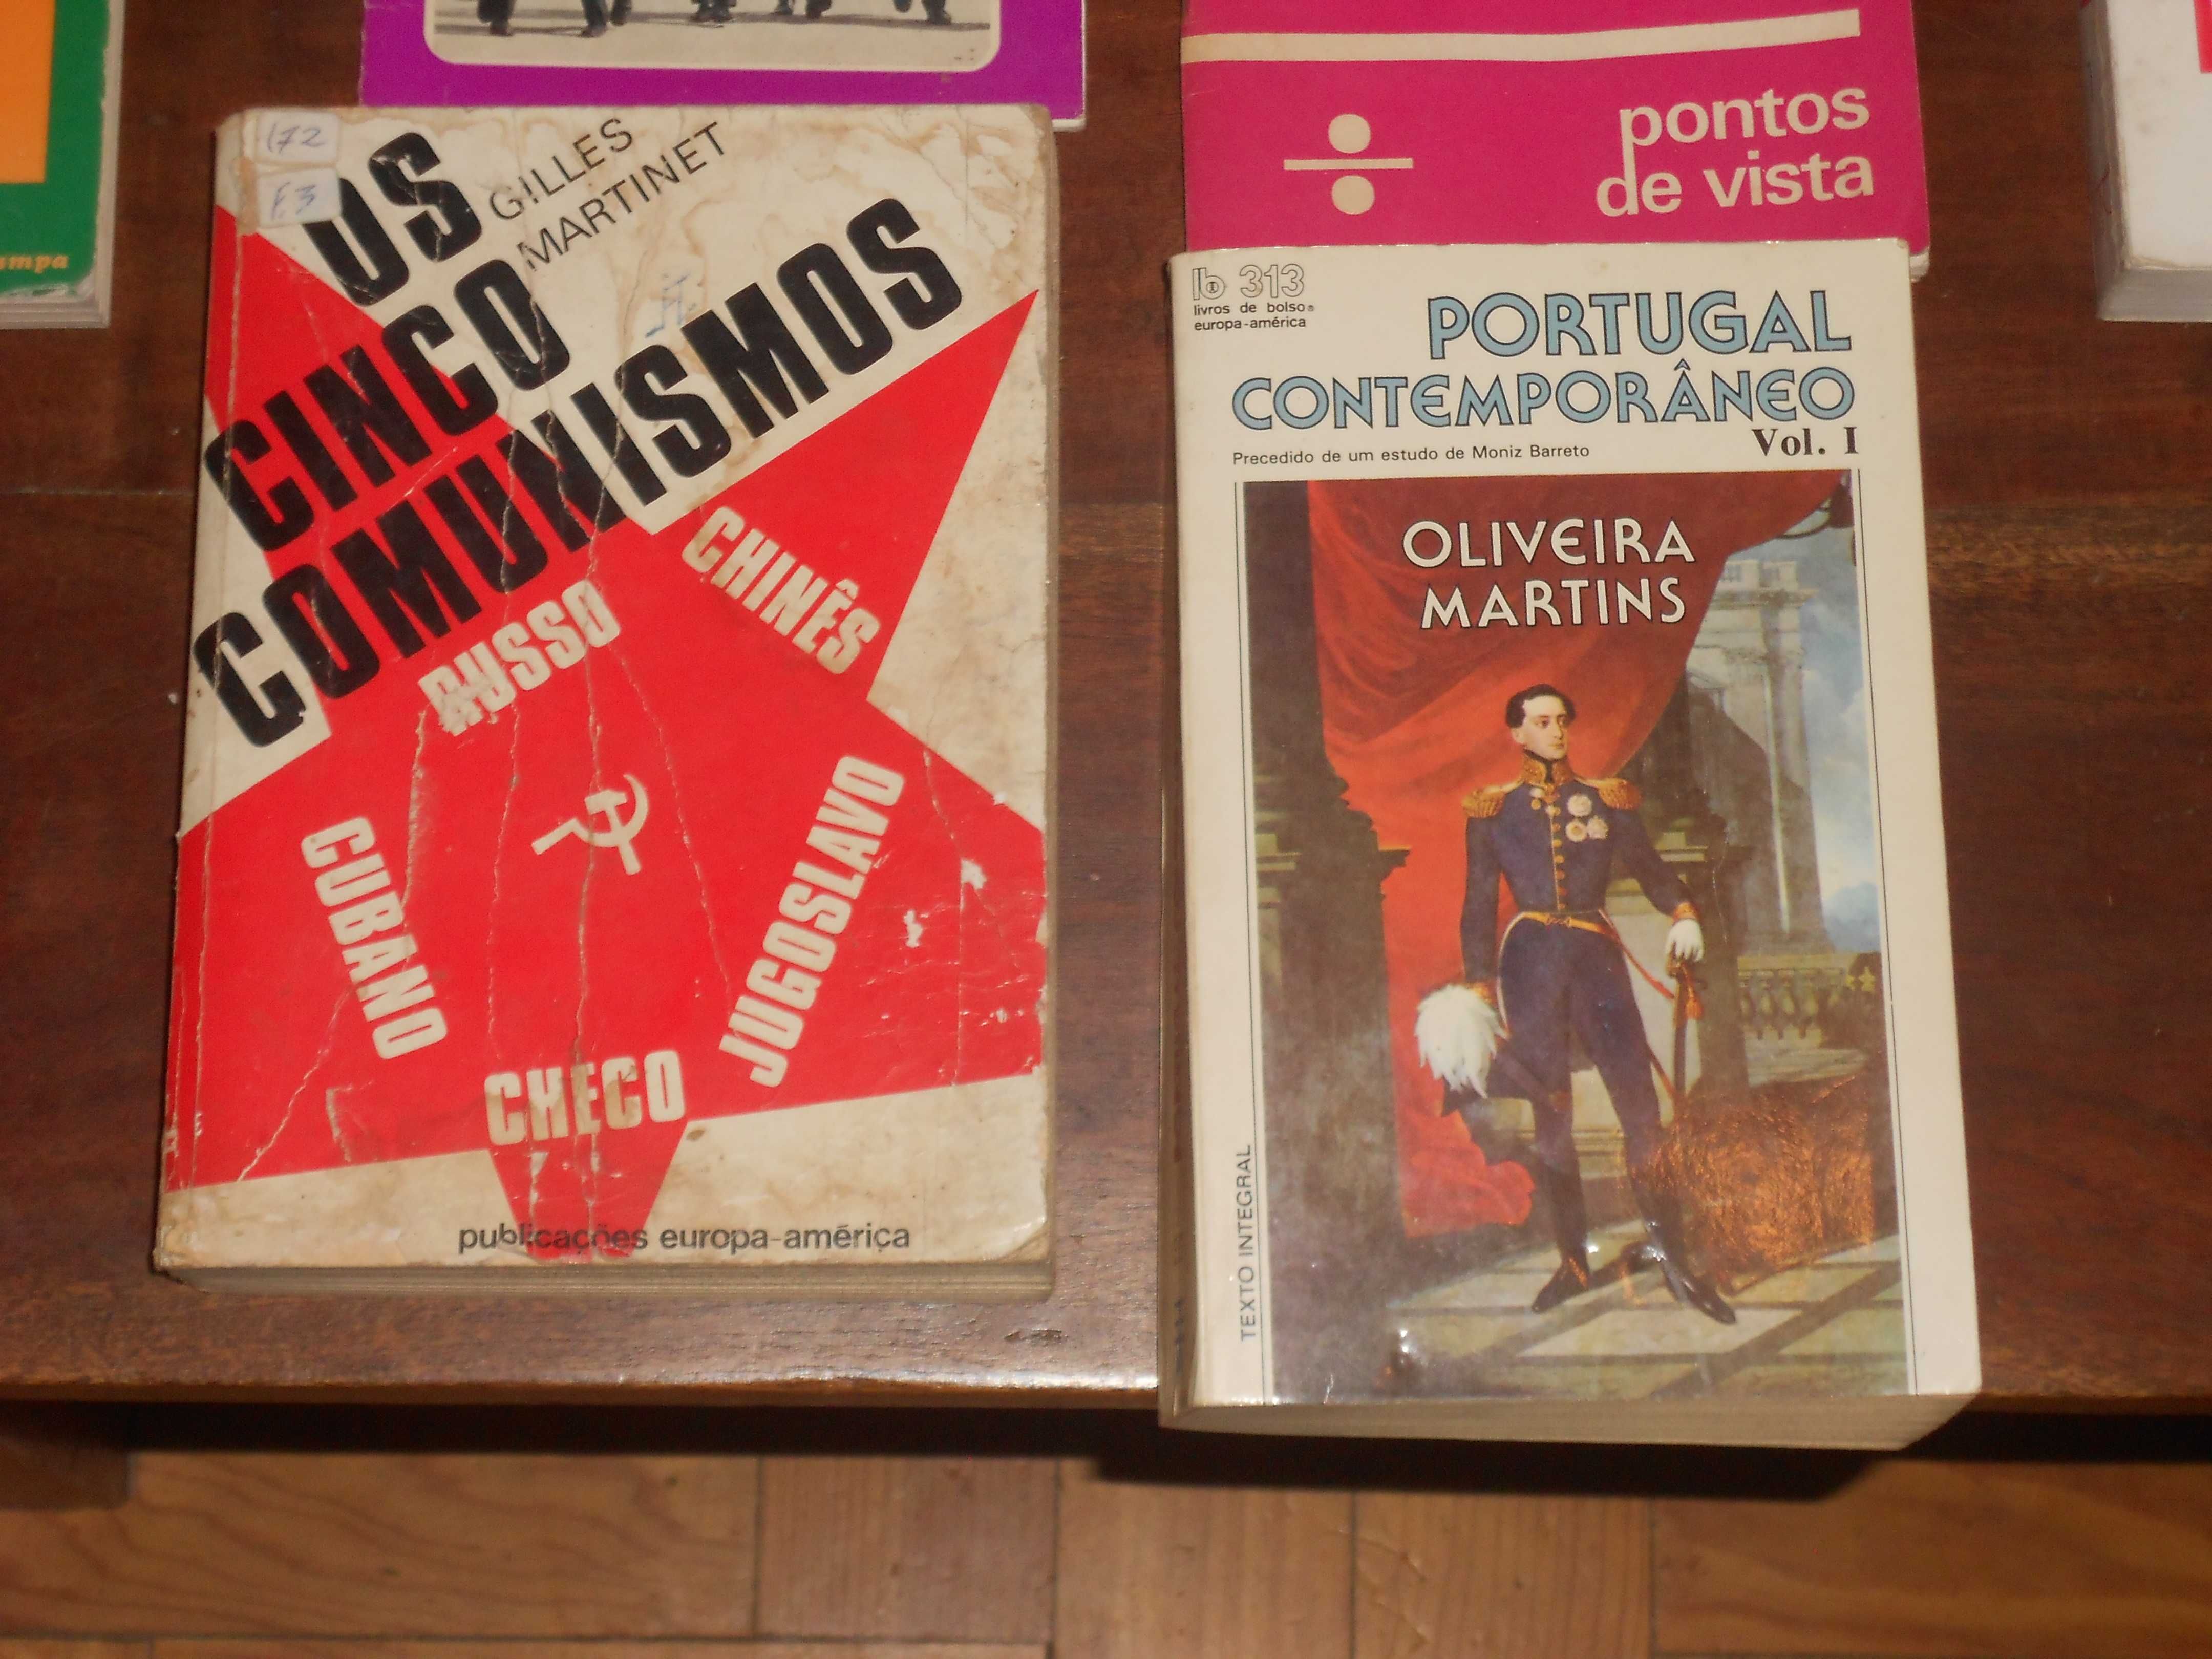 172
F.3
OS
CINCO
COMUNISMOS
GILLES
MARTINET
RUSSO
CHINÊS
CUBANO
JUGOSLAVO
CHECO
publicações europa-américa
pontos
de vista
lb 313
livros de bolso
europa-américa
PORTUGAL
CONTEMPORÂNEO
Vol. I
Precedido de um estudo de Moniz Barreto
OLIVEIRA
MARTINS
TEXTO INTEGRAL